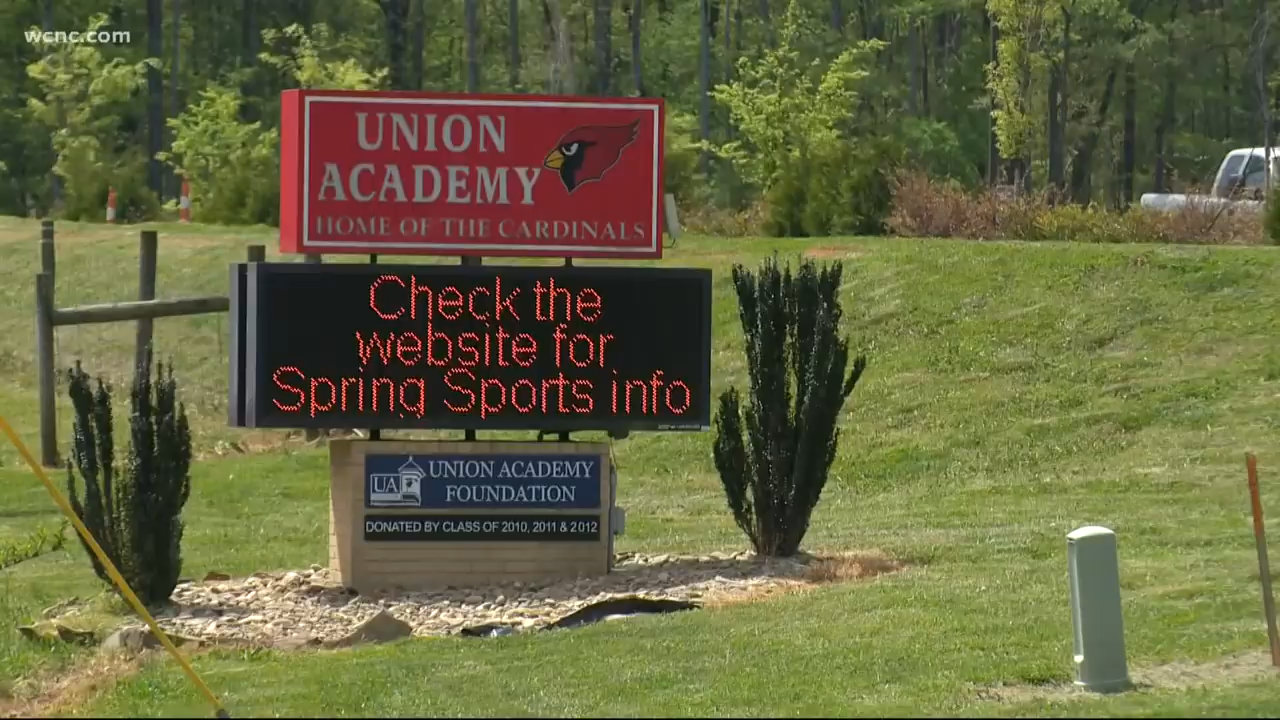 wcnc.com
UNION
ACADEMY
HOME OF THE CARDINALS
Check the
website for
Spring Sports info
UA
UNION ACADEMY
FOUNDATION
DONATED BY CLASS OF 2010, 2011 & 2012